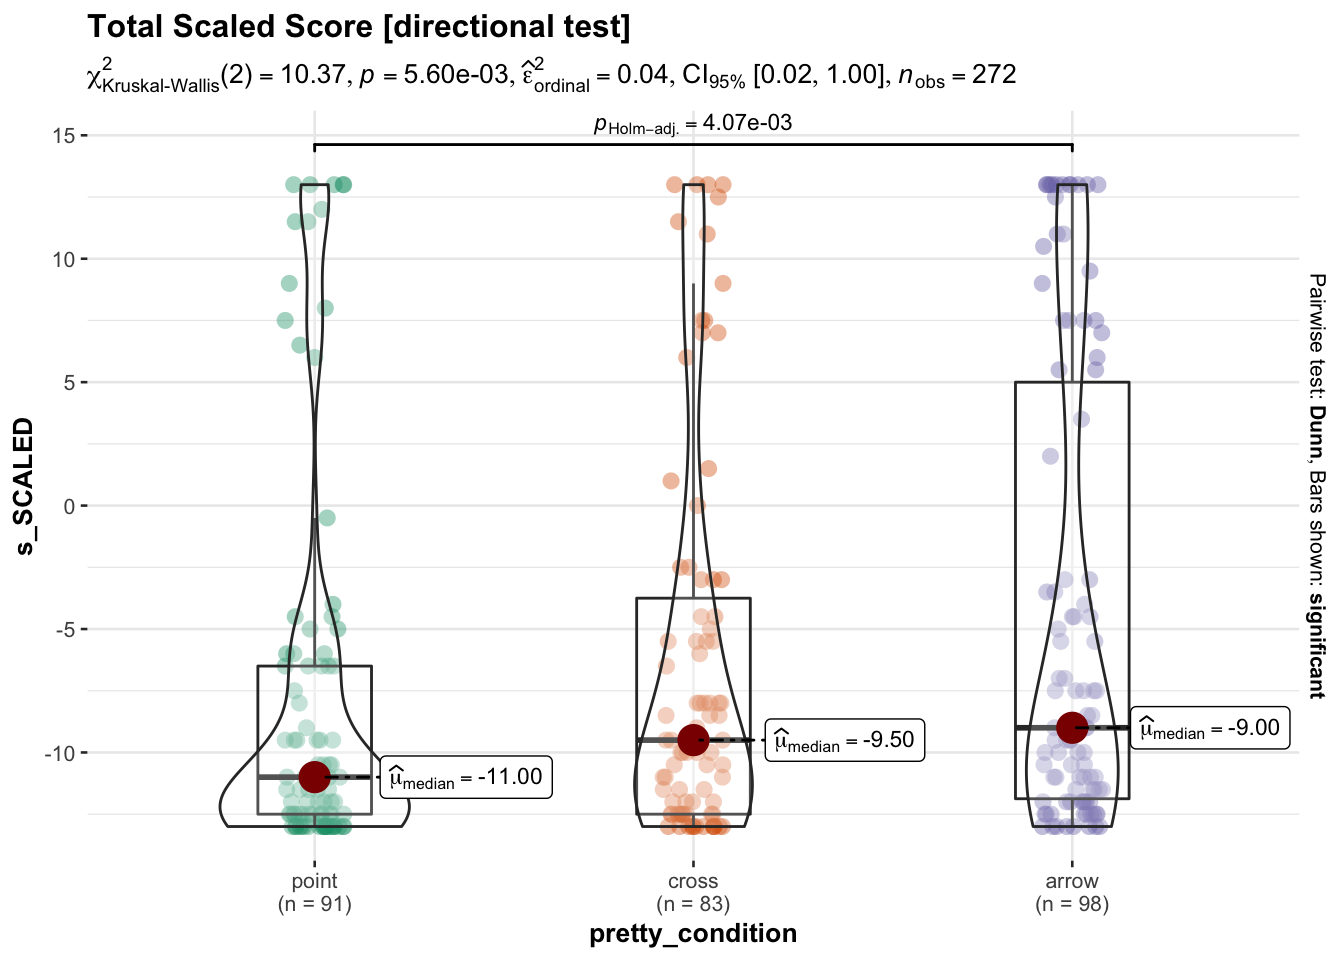 Total Scaled Score [directional test]
χ²Kruskal-Wallis(2) = 10.37, p = 5.60e-03, ε̂²ordinal = 0.04, CI95% [0.02, 1.00], nobs = 272
pHolm−adj. = 4.07e-03
15
10
5
0
-5
-10
s_SCALED
μ̂median = -11.00
μ̂median = -9.50
μ̂median = -9.00
Pairwise test: Dunn, Bars shown: significant
point
(n = 91)
cross
(n = 83)
arrow
(n = 98)
pretty_condition